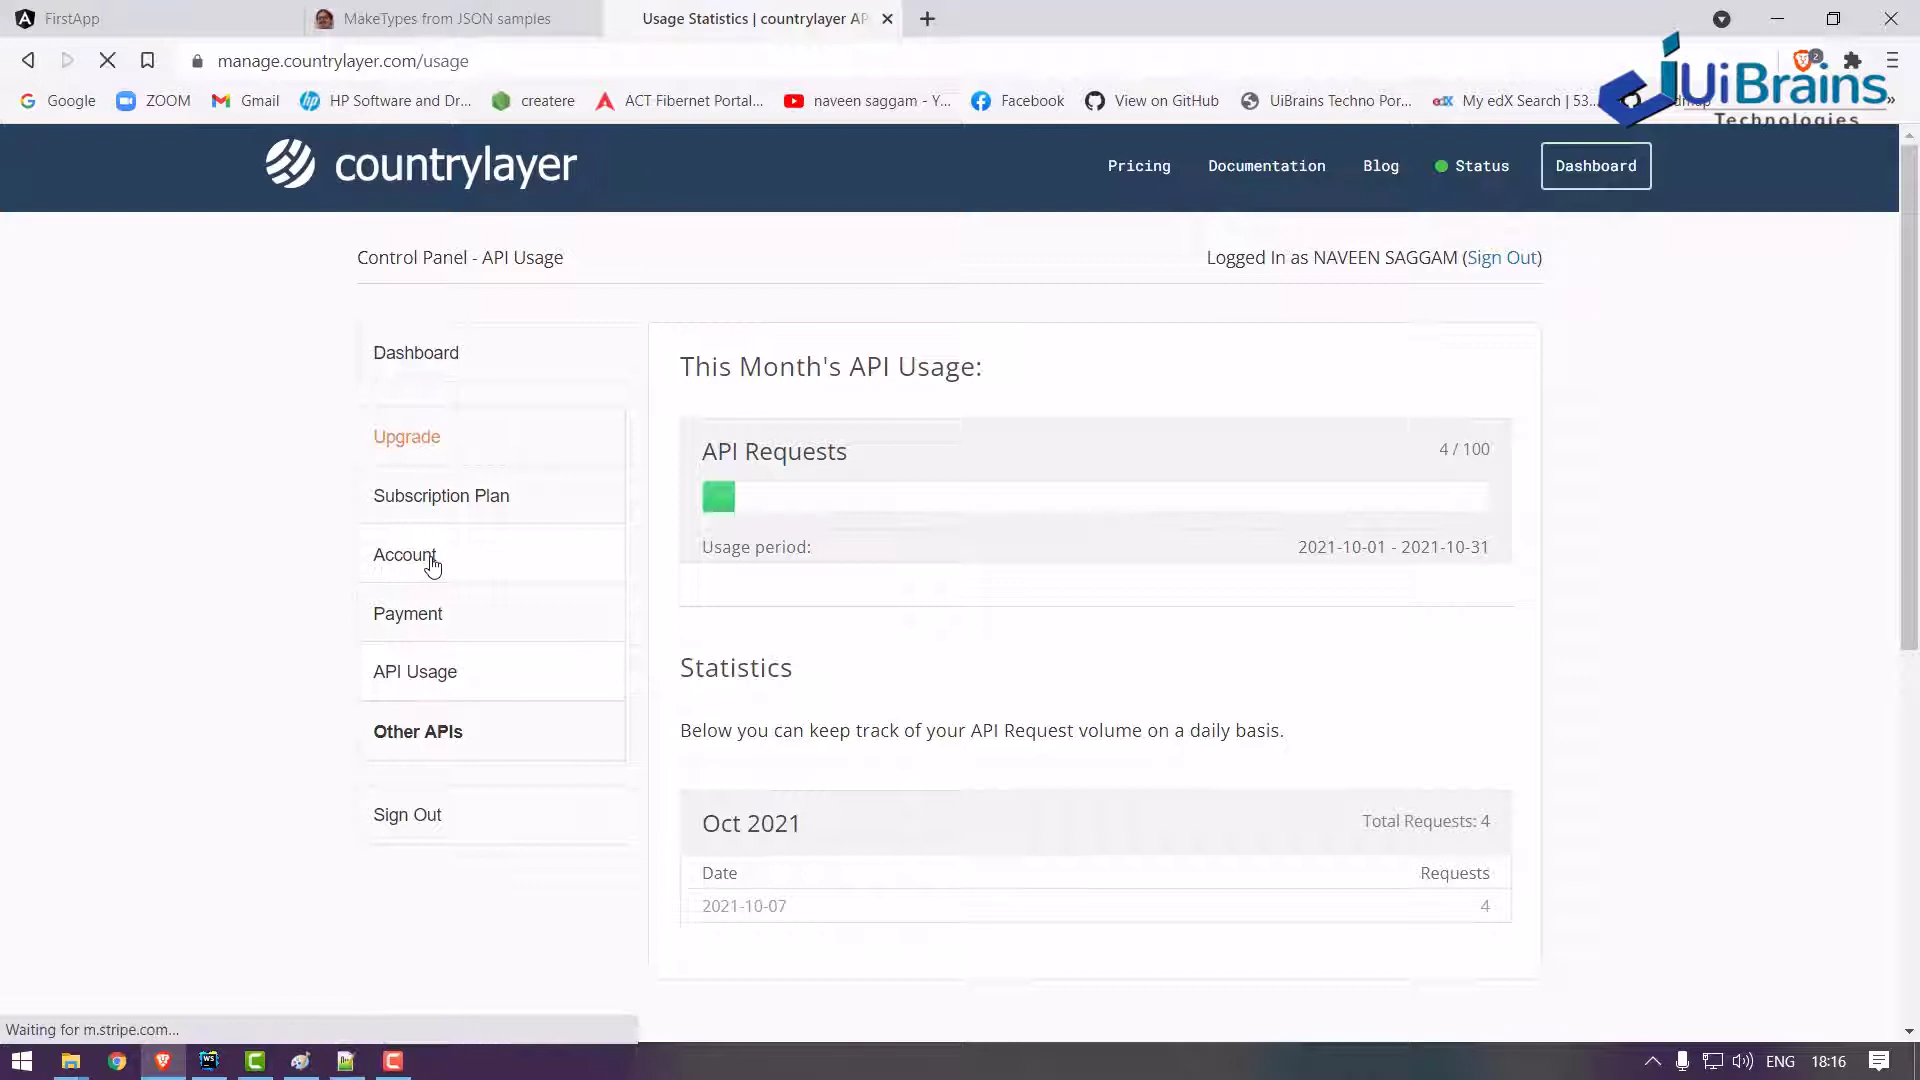 FirstApp
MakeTypes from JSON samples
Usage Statistics | countrylayer AP
manage.countrylayer.com/usage
2
Google
ZOOM
Gmail
HP Software and Dr...
createre
ACT Fibernet Portal...
naveen saggam - Y...
Facebook
View on GitHub
UiBrains Techno Por...
edX
My edX Search | 53...
UiBrains
Technologies
countrylayer
Pricing
Documentation
Blog
Status
Dashboard
Control Panel - API Usage
Logged In as NAVEEN SAGGAM (Sign Out)
Dashboard
Upgrade
Subscription Plan
Account
Payment
API Usage
Other APIs
Sign Out
This Month's API Usage:
API Requests
4 / 100
Usage period:
2021-10-01 - 2021-10-31
Statistics
Below you can keep track of your API Request volume on a daily basis.
Oct 2021
Total Requests: 4
Date
Requests
2021-10-07
4
Waiting for m.stripe.com...
WS
ENG
18:16